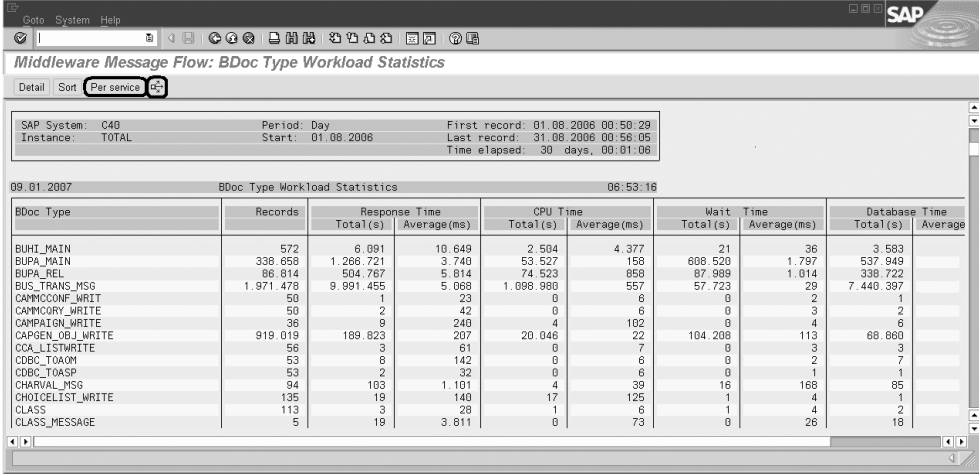 Goto System Help
SAP
Middleware Message Flow: BDoc Type Workload Statistics
Detail Sort Per service
SAP System: C40 Period: Day First record: 01.08.2006 00:50:29
Instance: TOTAL Start: 01.08.2006 Last record: 31.08.2006 00:56:05
Time elapsed: 30 days, 00:01:06
09.01.2007 BDoc Type Workload Statistics 06:53:16
BDoc Type Records Response Time CPU Time Wait Time Database Time
Total(s) Average(ms) Total(s) Average(ms) Total(s) Average(ms) Total(s) Average
BUHI_MAIN 572 6.091 10.649 2.504 4.377 21 36 3.583
BUPA_MAIN 338.658 1.266.721 3.740 53.527 158 608.520 1.797 537.949
BUPA_REL 86.814 504.767 5.814 74.523 858 87.989 1.014 338.722
BUS_TRANS_MSG 1.971.478 9.991.455 5.068 1.098.980 557 57.723 29 7.440.397
CAMMCCONF_WRIT 50 1 23 0 6 0 2 1
CAMMCQRY_WRITE 50 2 42 0 6 0 3 2
CAMPAIGN_WRITE 36 9 240 4 102 0 4 6
CAPGEN_OBJ_WRITE 919.019 189.823 207 20.046 22 104.208 113 68.860
CCA_LISTWRITE 56 3 61 0 7 0 3 3
CDBC_TOAOM 53 8 142 0 6 0 2 7
CDBC_TOASP 53 2 32 0 6 0 1 1
CHARVAL_MSG 94 103 1.101 4 39 16 168 85
CHOICELIST_WRITE 135 19 140 17 125 1 4 1
CLASS 113 3 28 1 6 1 4 2
CLASS_MESSAGE 5 19 3.811 0 73 0 26 18